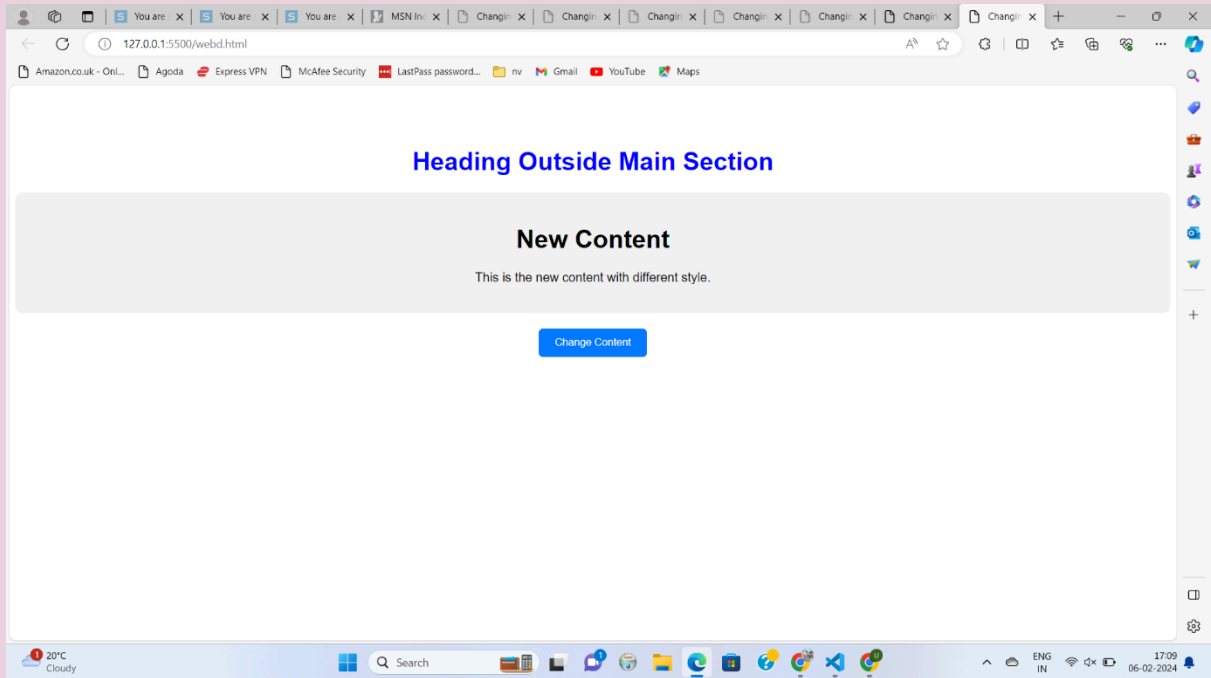 You are
You are
You are
MSN Inc
Changin
Changin
Changin
Changin
Changin
Changin
Changin
127.0.0.1:5500/webd.html
Amazon.co.uk - Onl...
Agoda
Express VPN
McAfee Security
LastPass password...
nv
Gmail
YouTube
Maps
Heading Outside Main Section
New Content
This is the new content with different style.
Change Content
1
20°C
Cloudy
Search
ENG
IN
17:09
06-02-2024